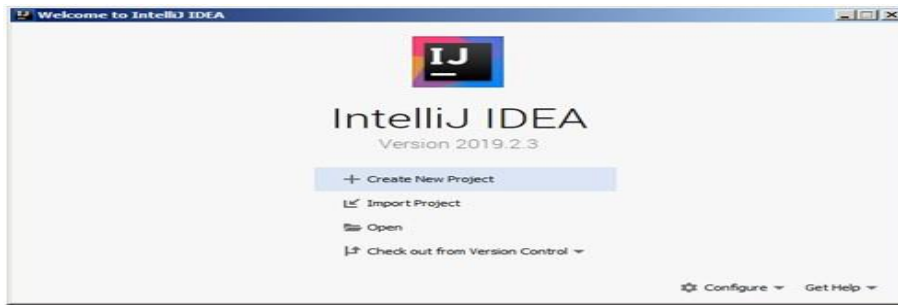 Welcome to IntelliJ IDEA
IJ
IntelliJ IDEA
Version 2019.2.3
Create New Project
Import Project
Open
Check out from Version Control
Configure Get Help